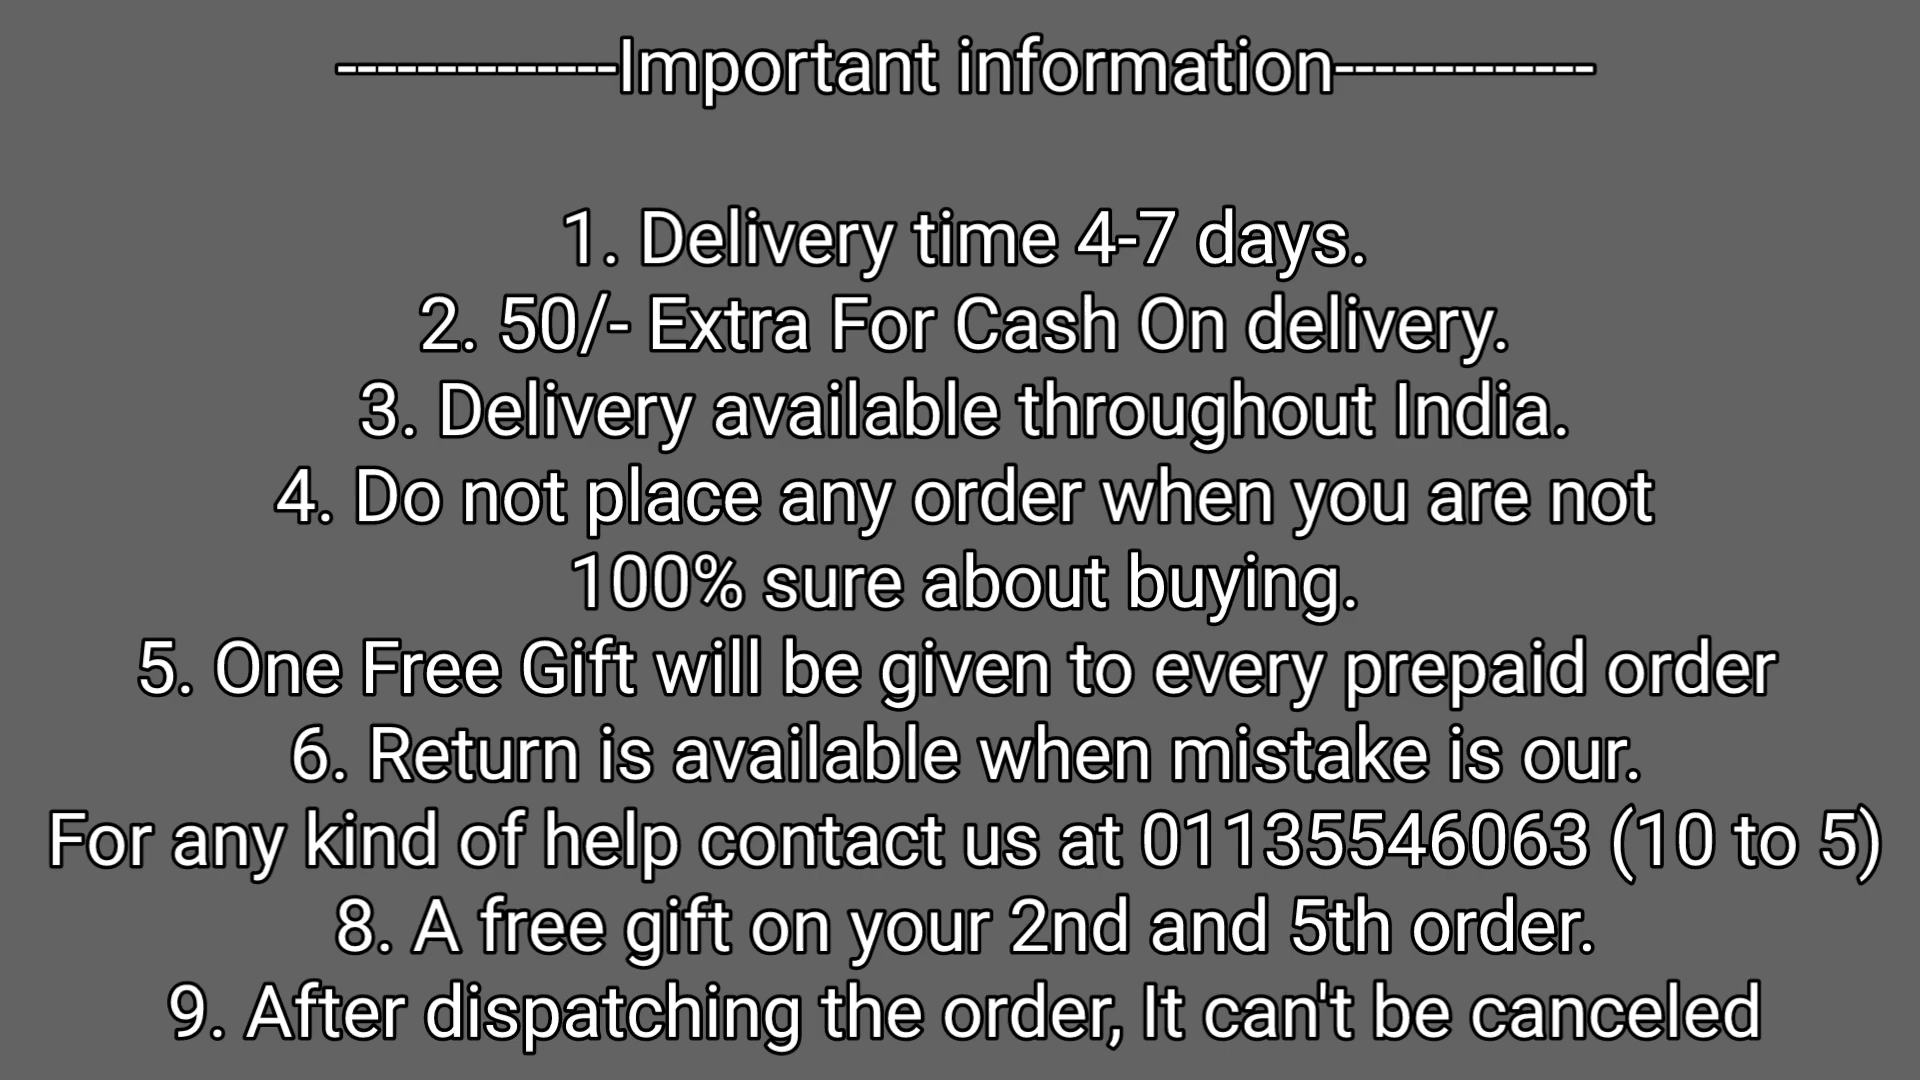 --------------Important information-------------
1. Delivery time 4-7 days.
2. 50/- Extra For Cash On delivery.
3. Delivery available throughout India.
4. Do not place any order when you are not
100% sure about buying.
5. One Free Gift will be given to every prepaid order
6. Return is available when mistake is our.
For any kind of help contact us at 01135546063 (10 to 5)
8. A free gift on your 2nd and 5th order.
9. After dispatching the order, It can't be canceled